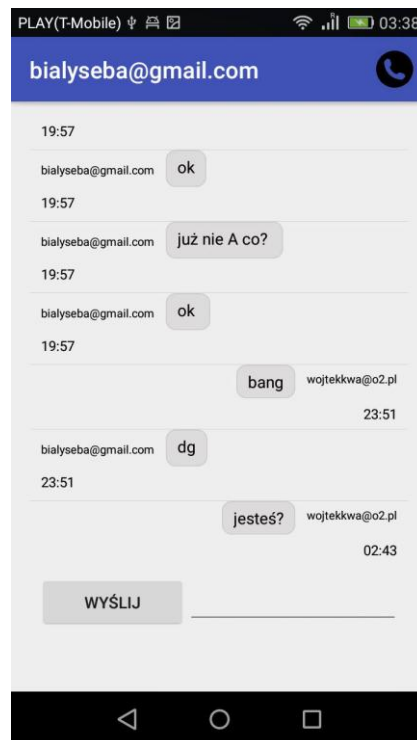 PLAY(T-Mobile) 03:38
bialyseba@gmail.com
19:57
bialyseba@gmail.com ok
19:57
bialyseba@gmail.com już nie A co?
19:57
bialyseba@gmail.com ok
19:57
bang wojtekkwa@o2.pl
23:51
bialyseba@gmail.com dg
23:51
jesteś? wojtekkwa@o2.pl
02:43
WYŚLIJ